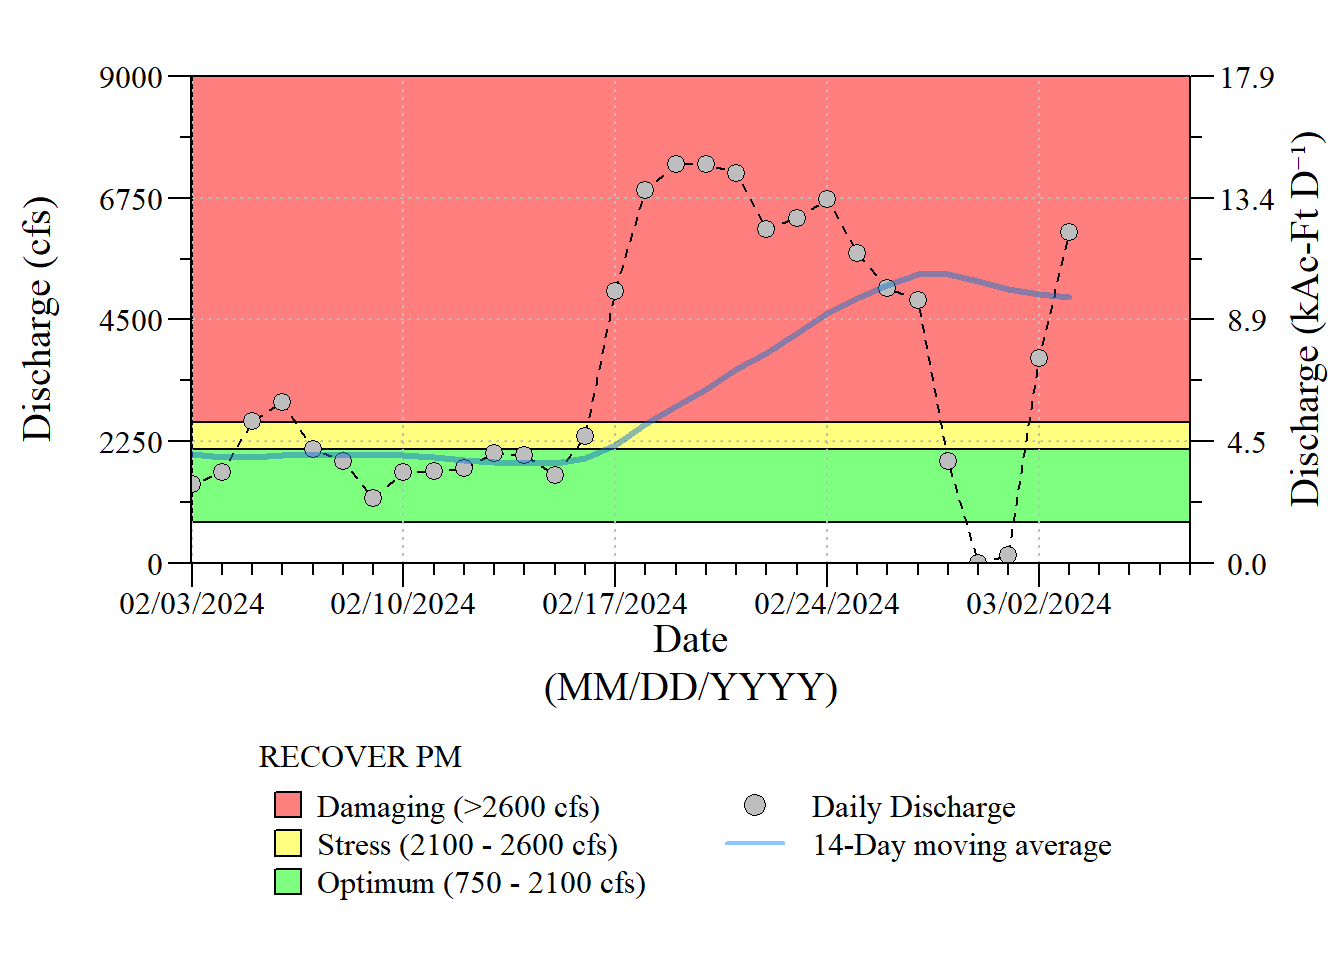 9000
6750
4500
2250
0
Discharge (cfs)
17.9
13.4
8.9
4.5
0.0
Discharge (kAc-Ft D⁻¹)
02/03/2024 02/10/2024 02/17/2024 02/24/2024 03/02/2024
Date
(MM/DD/YYYY)
RECOVER PM
Damaging (>2600 cfs)
Stress (2100 - 2600 cfs)
Optimum (750 - 2100 cfs)
Daily Discharge
14-Day moving average